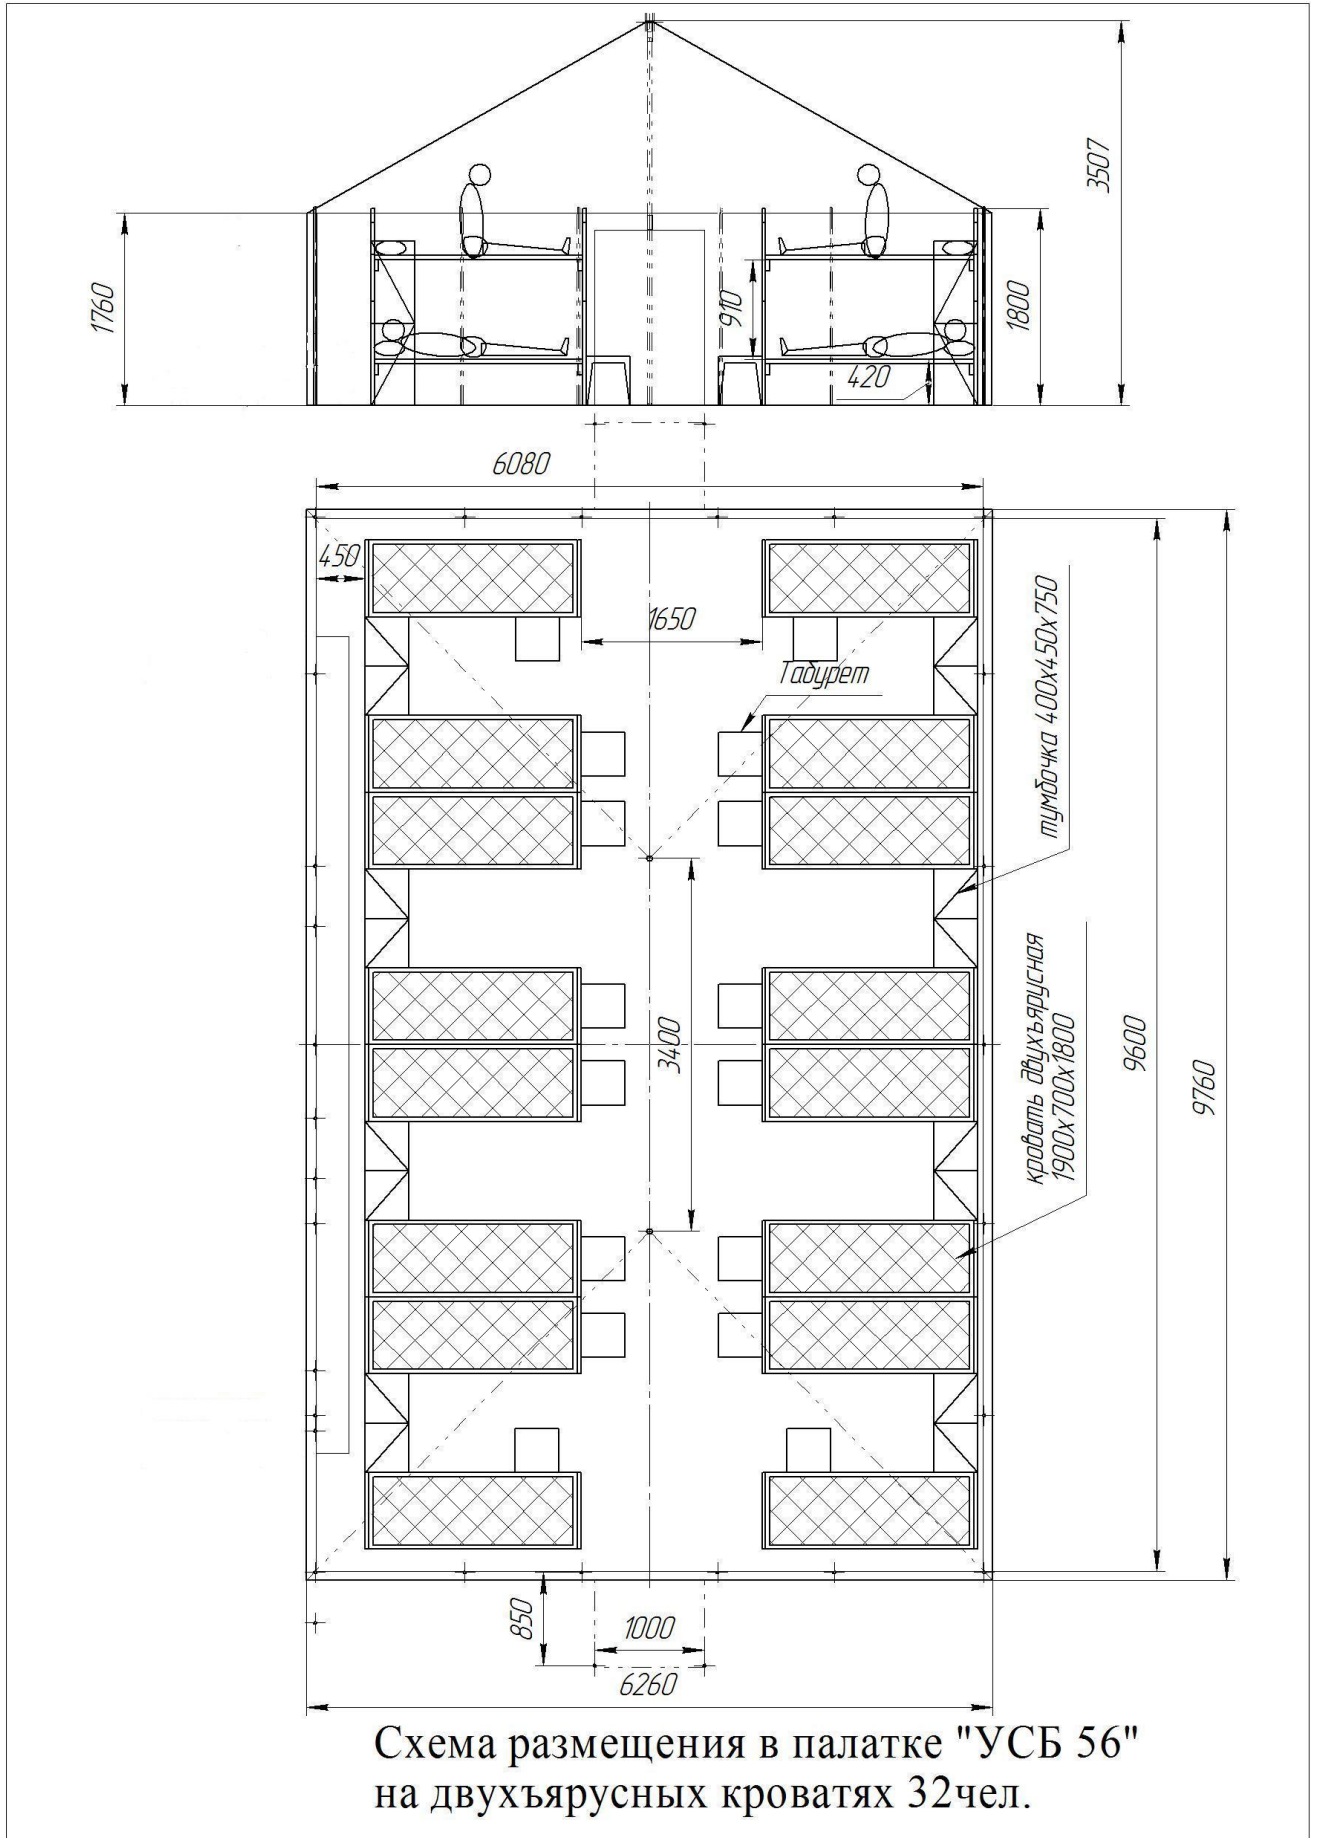 3507
1760
910
1800
420
6080
450
1650
Табурет
тумбочка 400х450х750
3400
кровать двухъярусная
1900х700х1800
9600
9760
850
1000
6260
Схема размещения в палатке "УСБ 56"
на двухъярусных кроватях 32чел.